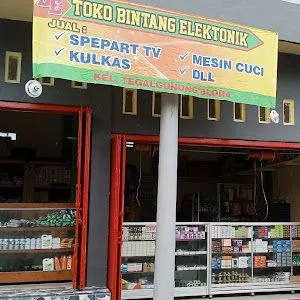 TOKO BINTANG ELEKTONIK
JUAL :
✓ SPEPART TV
✓ KULKAS
✓ MESIN CUCI
✓ DLL
KEL. TEGALGUNUNG BLORA